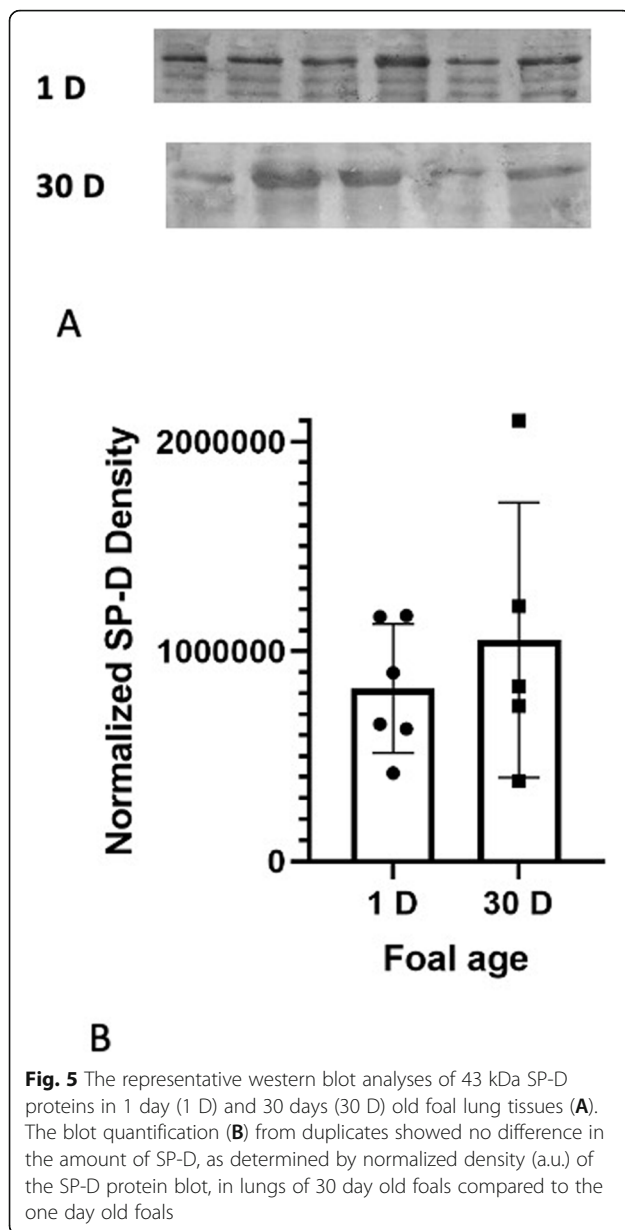 1 D
30 D
A
Normalized SP-D Density
2000000
1000000
0
1 D 30 D
Foal age
B
Fig. 5 The representative western blot analyses of 43 kDa SP-D
proteins in 1 day (1 D) and 30 days (30 D) old foal lung tissues (A).
The blot quantification (B) from duplicates showed no difference in
the amount of SP-D, as determined by normalized density (a.u.) of
the SP-D protein blot, in lungs of 30 day old foals compared to the
one day old foals